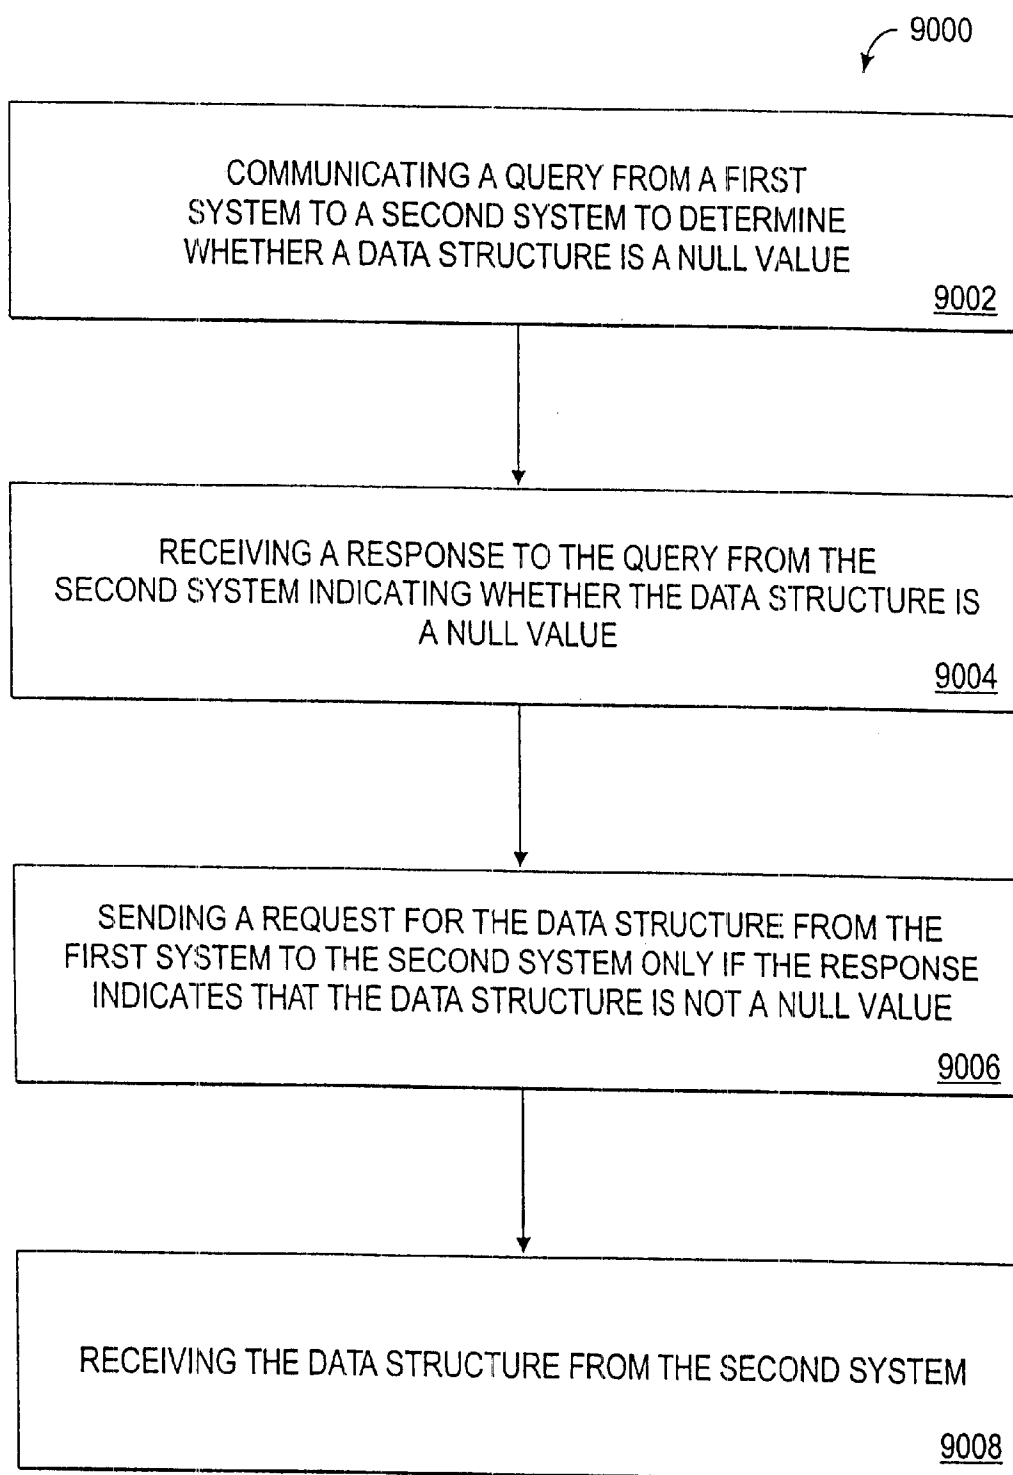 9000
COMMUNICATING A QUERY FROM A FIRST
SYSTEM TO A SECOND SYSTEM TO DETERMINE
WHETHER A DATA STRUCTURE IS A NULL VALUE
9002
RECEIVING A RESPONSE TO THE QUERY FROM THE
SECOND SYSTEM INDICATING WHETHER THE DATA STRUCTURE IS
A NULL VALUE
9004
SENDING A REQUEST FOR THE DATA STRUCTURE FROM THE
FIRST SYSTEM TO THE SECOND SYSTEM ONLY IF THE RESPONSE
INDICATES THAT THE DATA STRUCTURE IS NOT A NULL VALUE
9006
RECEIVING THE DATA STRUCTURE FROM THE SECOND SYSTEM
9008